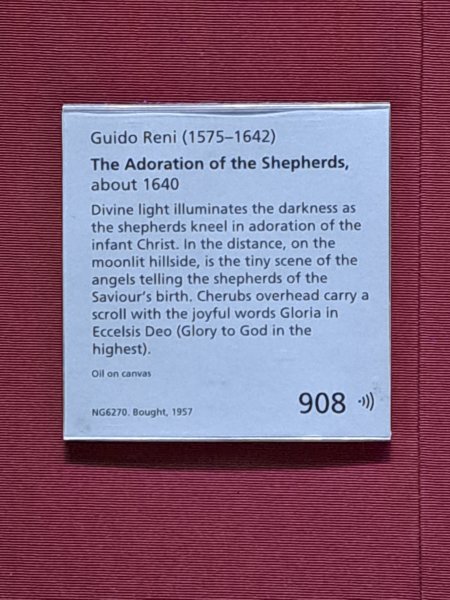 Guido Reni (1575–1642)
The Adoration of the Shepherds,
about 1640
Divine light illuminates the darkness as
the shepherds kneel in adoration of the
infant Christ. In the distance, on the
moonlit hillside, is the tiny scene of the
angels telling the shepherds of the
Saviour's birth. Cherubs overhead carry a
scroll with the joyful words Gloria in
Eccelsis Deo (Glory to God in the
highest).
Oil on canvas
NG6270. Bought, 1957
908